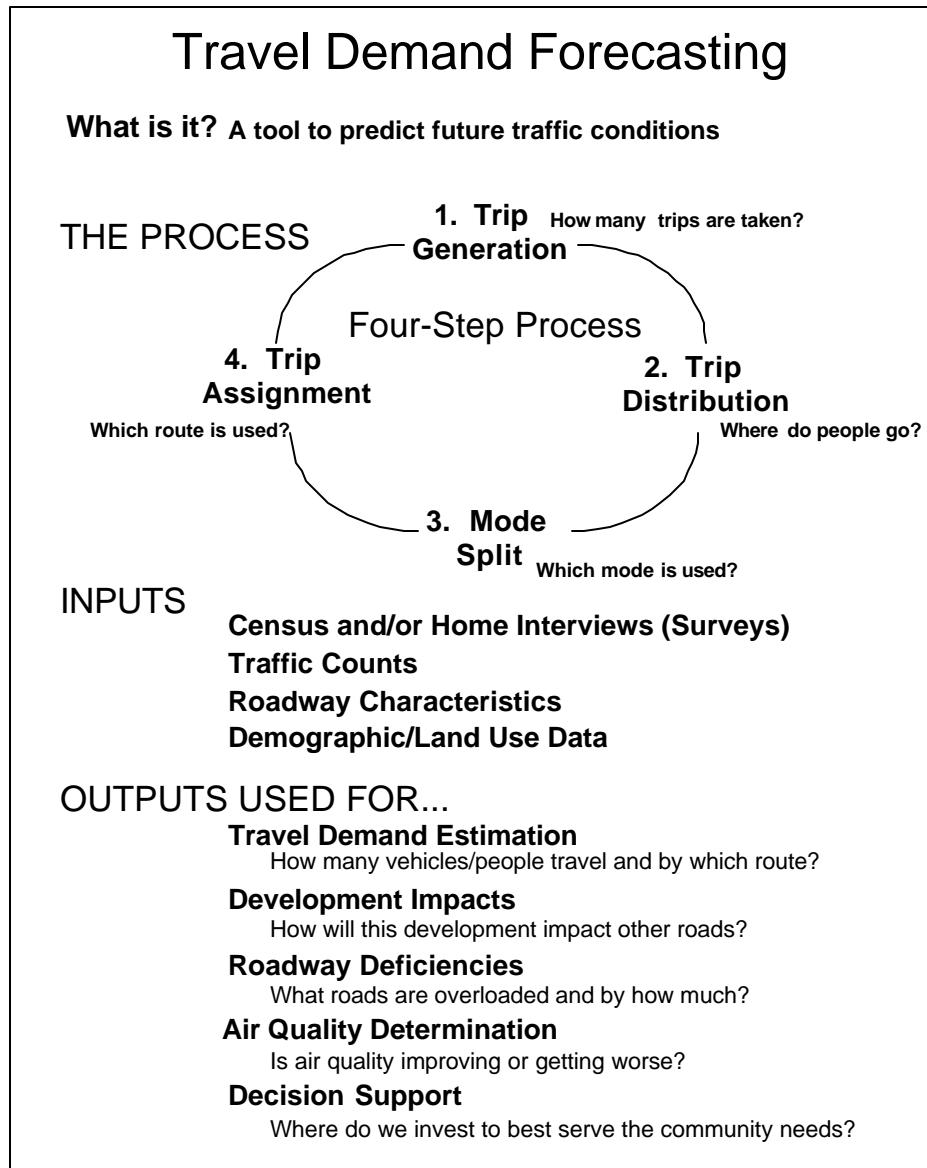 Travel Demand Forecasting
What is it? A tool to predict future traffic conditions
THE PROCESS
1. Trip
Generation
How many trips are taken?
Four-Step Process
4. Trip
Assignment
Which route is used?
2. Trip
Distribution
Where do people go?
3. Mode
Split
Which mode is used?
INPUTS
Census and/or Home Interviews (Surveys)
Traffic Counts
Roadway Characteristics
Demographic/Land Use Data
OUTPUTS USED FOR...
Travel Demand Estimation
How many vehicles/people travel and by which route?
Development Impacts
How will this development impact other roads?
Roadway Deficiencies
What roads are overloaded and by how much?
Air Quality Determination
Is air quality improving or getting worse?
Decision Support
Where do we invest to best serve the community needs?